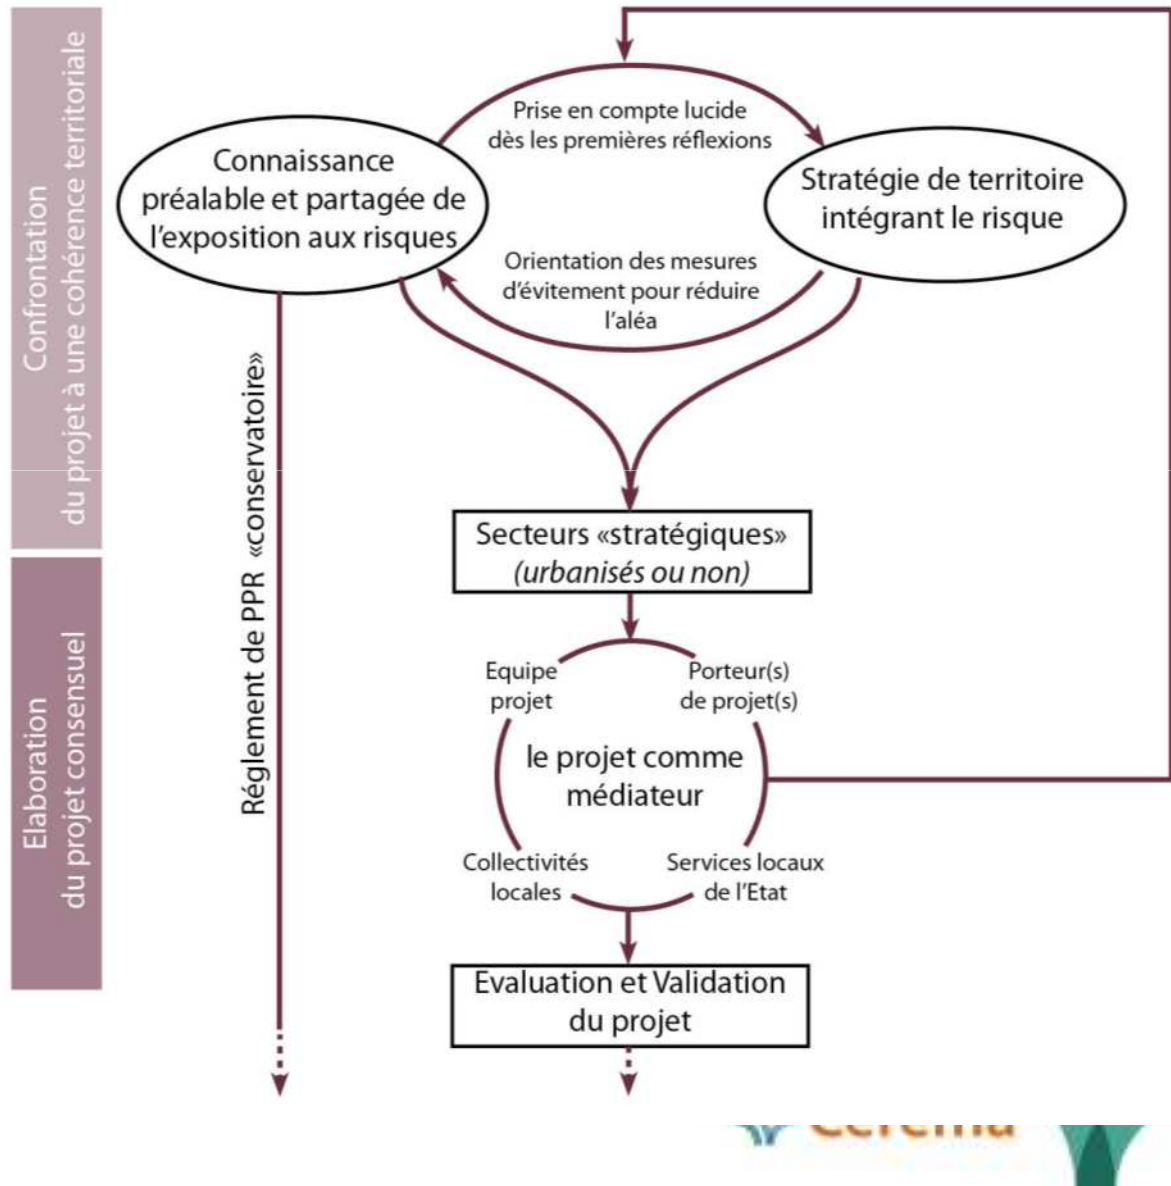 Confrontation
du projet à une cohérence territoriale
Prise en compte lucide
dès les premières réflexions
Connaissance
préalable et partagée de
l'exposition aux risques
Stratégie de territoire
intégrant le risque
Orientation des mesures
d'évitement pour réduire
l'aléa
Réglement de PPR «conservatoire»
Secteurs «stratégiques»
(urbanisés ou non)
Elaboration
du projet consensuel
Equipe
projet
Porteur(s)
de projet(s)
le projet comme
médiateur
Collectivités
locales
Services locaux
de l'Etat
Evaluation et Validation
du projet
Cerema